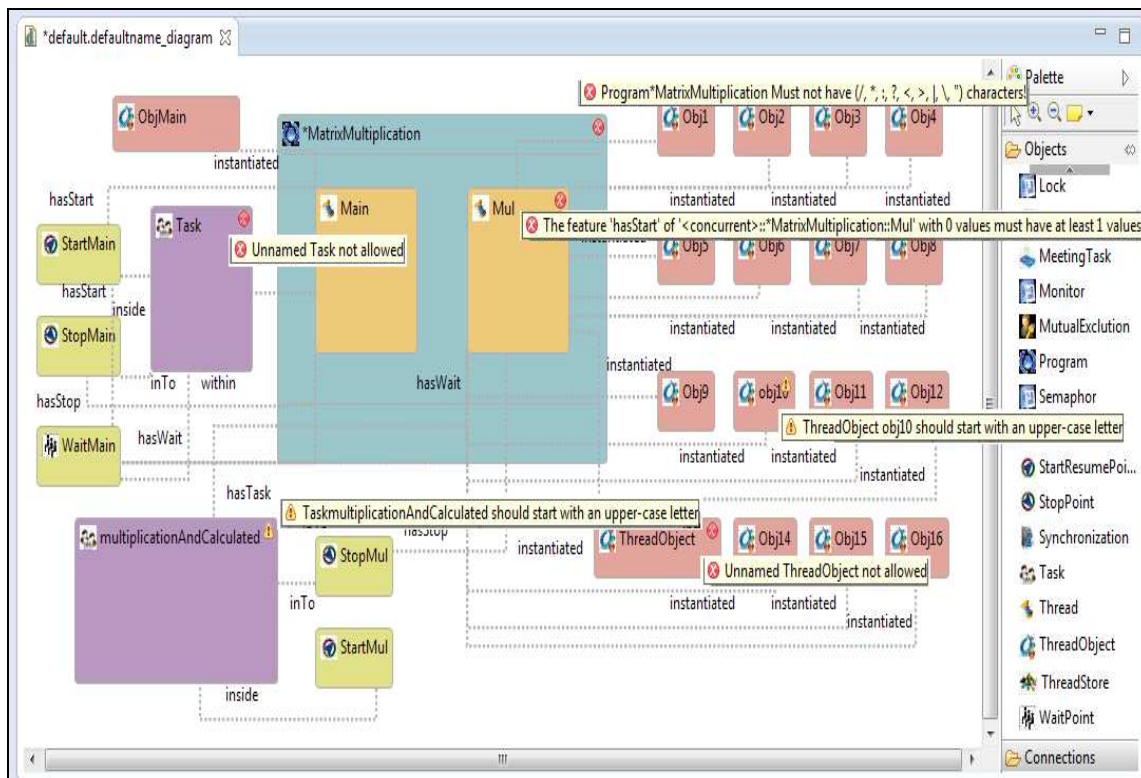 *default.defaultname_diagram
Palette
Program*MatrixMultiplication Must not have (/, *, :, ?, <, >, |, \, ") characters!
ObjMain
*MatrixMultiplication
Obj1
Obj2
Obj3
Obj4
Objects
instantiated
Lock
hasStart
instantiated
instantiated
instantiated
Main
Mul
Task
StartMain
The feature 'hasStart' of '<concurrent>::*MatrixMultiplication::Mul' with 0 values must have at least 1 values
Unnamed Task not allowed
Obj5
Obj6
Obj7
Obj8
MeetingTask
hasStart
inside
Monitor
StopMain
MutualExclution
instantiated
instantiated
instantiated
Program
inTo
within
hasWait
instantiated
hasStop
Obj9
obj10
Obj11
Obj12
Semaphor
ThreadObject obj10 should start with an upper-case letter
WaitMain
hasWait
instantiated
instantiated
instantiated
StartResumePoi...
hasTask
StopPoint
TaskmultiplicationAndCalculated should start with an upper-case letter
hasStop
multiplicationAndCalculated
ThreadObject
Obj14
Obj15
Obj16
Synchronization
instantiated
StopMul
Unnamed ThreadObject not allowed
Task
inTo
instantiated
instantiated
instantiated
Thread
StartMul
ThreadObject
ThreadStore
inside
WaitPoint
Connections